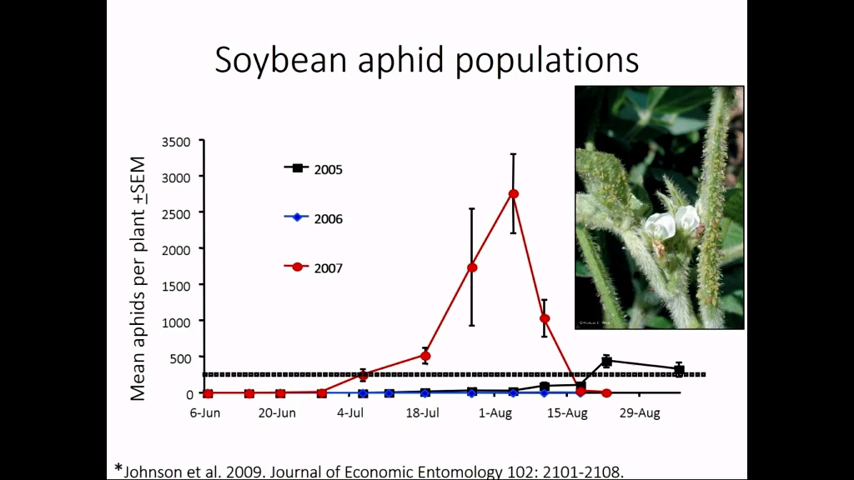 Soybean aphid populations
Mean aphids per plant ±SEM
3500
3000
2500
2000
1500
1000
500
0
2005
2006
2007
6-Jun 20-Jun 4-Jul 18-Jul 1-Aug 15-Aug 29-Aug
*Johnson et al. 2009. Journal of Economic Entomology 102: 2101-2108.